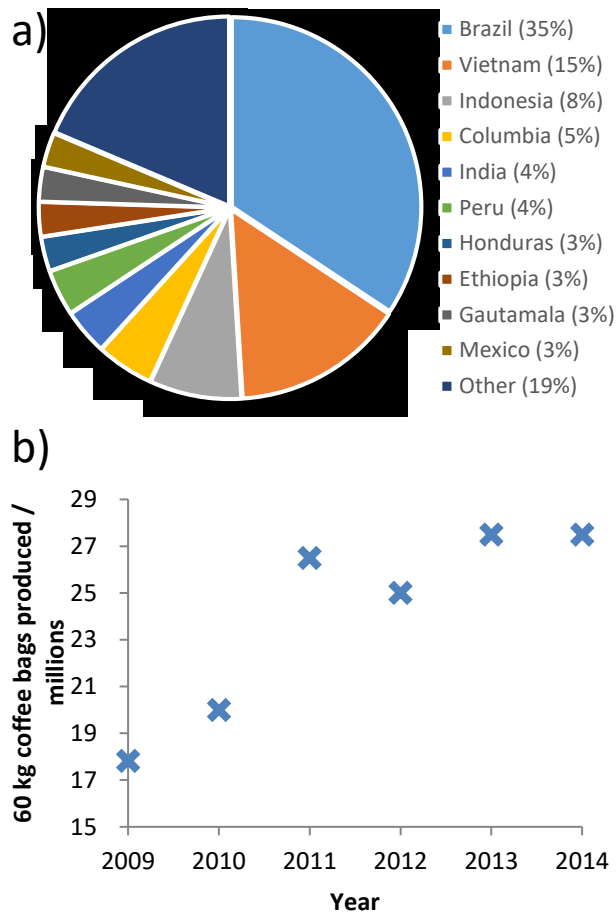 a)
Brazil (35%)
Vietnam (15%)
Indonesia (8%)
Columbia (5%)
India (4%)
Peru (4%)
Honduras (3%)
Ethiopia (3%)
Gautamala (3%)
Mexico (3%)
Other (19%)
b)
60 kg coffee bags produced /
millions
29
27
25
23
21
19
17
15
2009 2010 2011 2012 2013 2014
Year